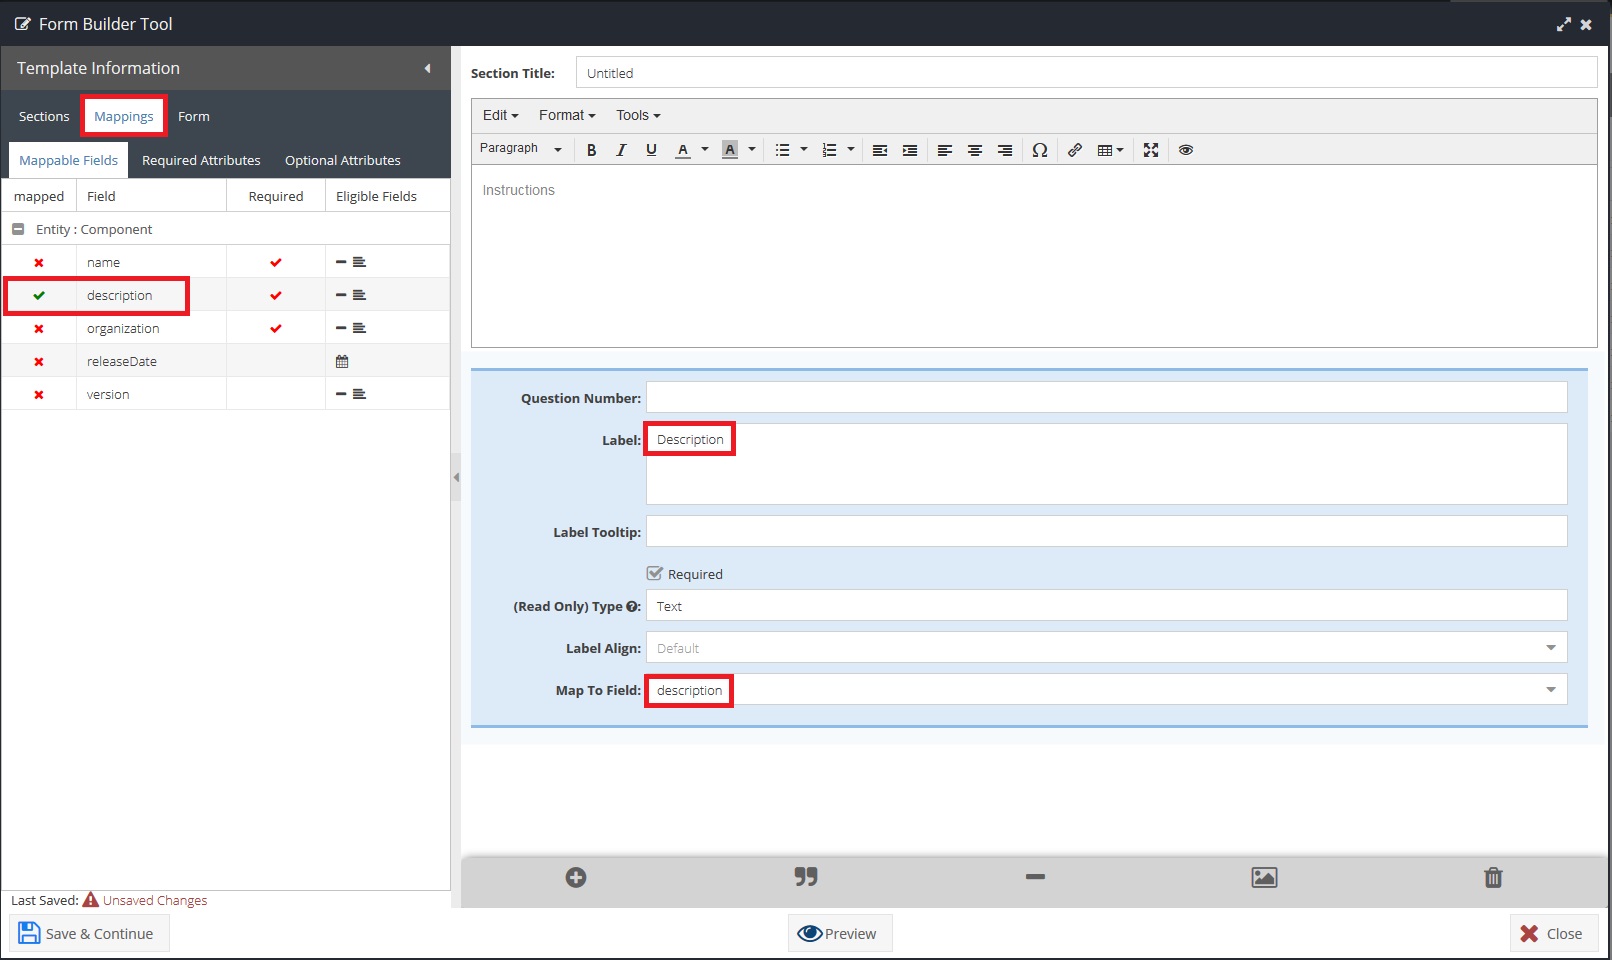 Form Builder Tool
Template Information
Sections Mappings Form
Mappable Fields Required Attributes Optional Attributes
mapped Field Required Eligible Fields
Entity : Component
name
description
organization
releaseDate
version
Last Saved: Unsaved Changes
Save & Continue
Section Title: Untitled
Edit Format Tools
Paragraph B I U A A
Instructions
Question Number:
Label: Description
Label Tooltip:
Required
(Read Only) Type ?: Text
Label Align: Default
Map To Field: description
Preview
Close